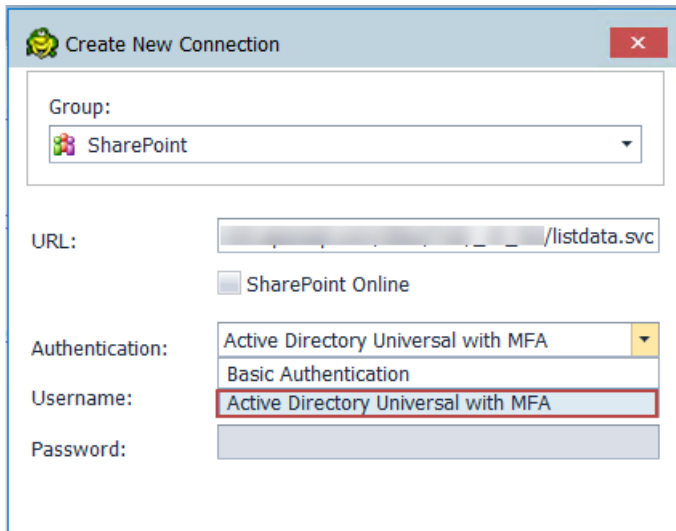 Create New Connection
Group:
SharePoint
URL:
/listdata.svc
SharePoint Online
Authentication:
Active Directory Universal with MFA
Basic Authentication
Username:
Active Directory Universal with MFA
Password: